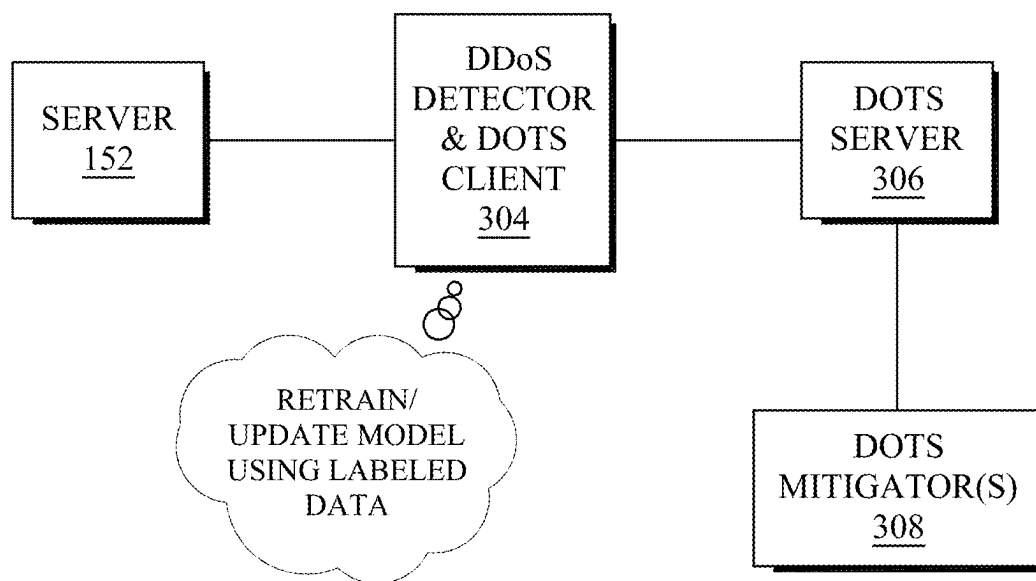 SERVER
152
DDoS
DETECTOR
& DOTS
CLIENT
304
DOTS
SERVER
306
RETRAIN/
UPDATE MODEL
USING LABELED
DATA
DOTS
MITIGATOR(S)
308